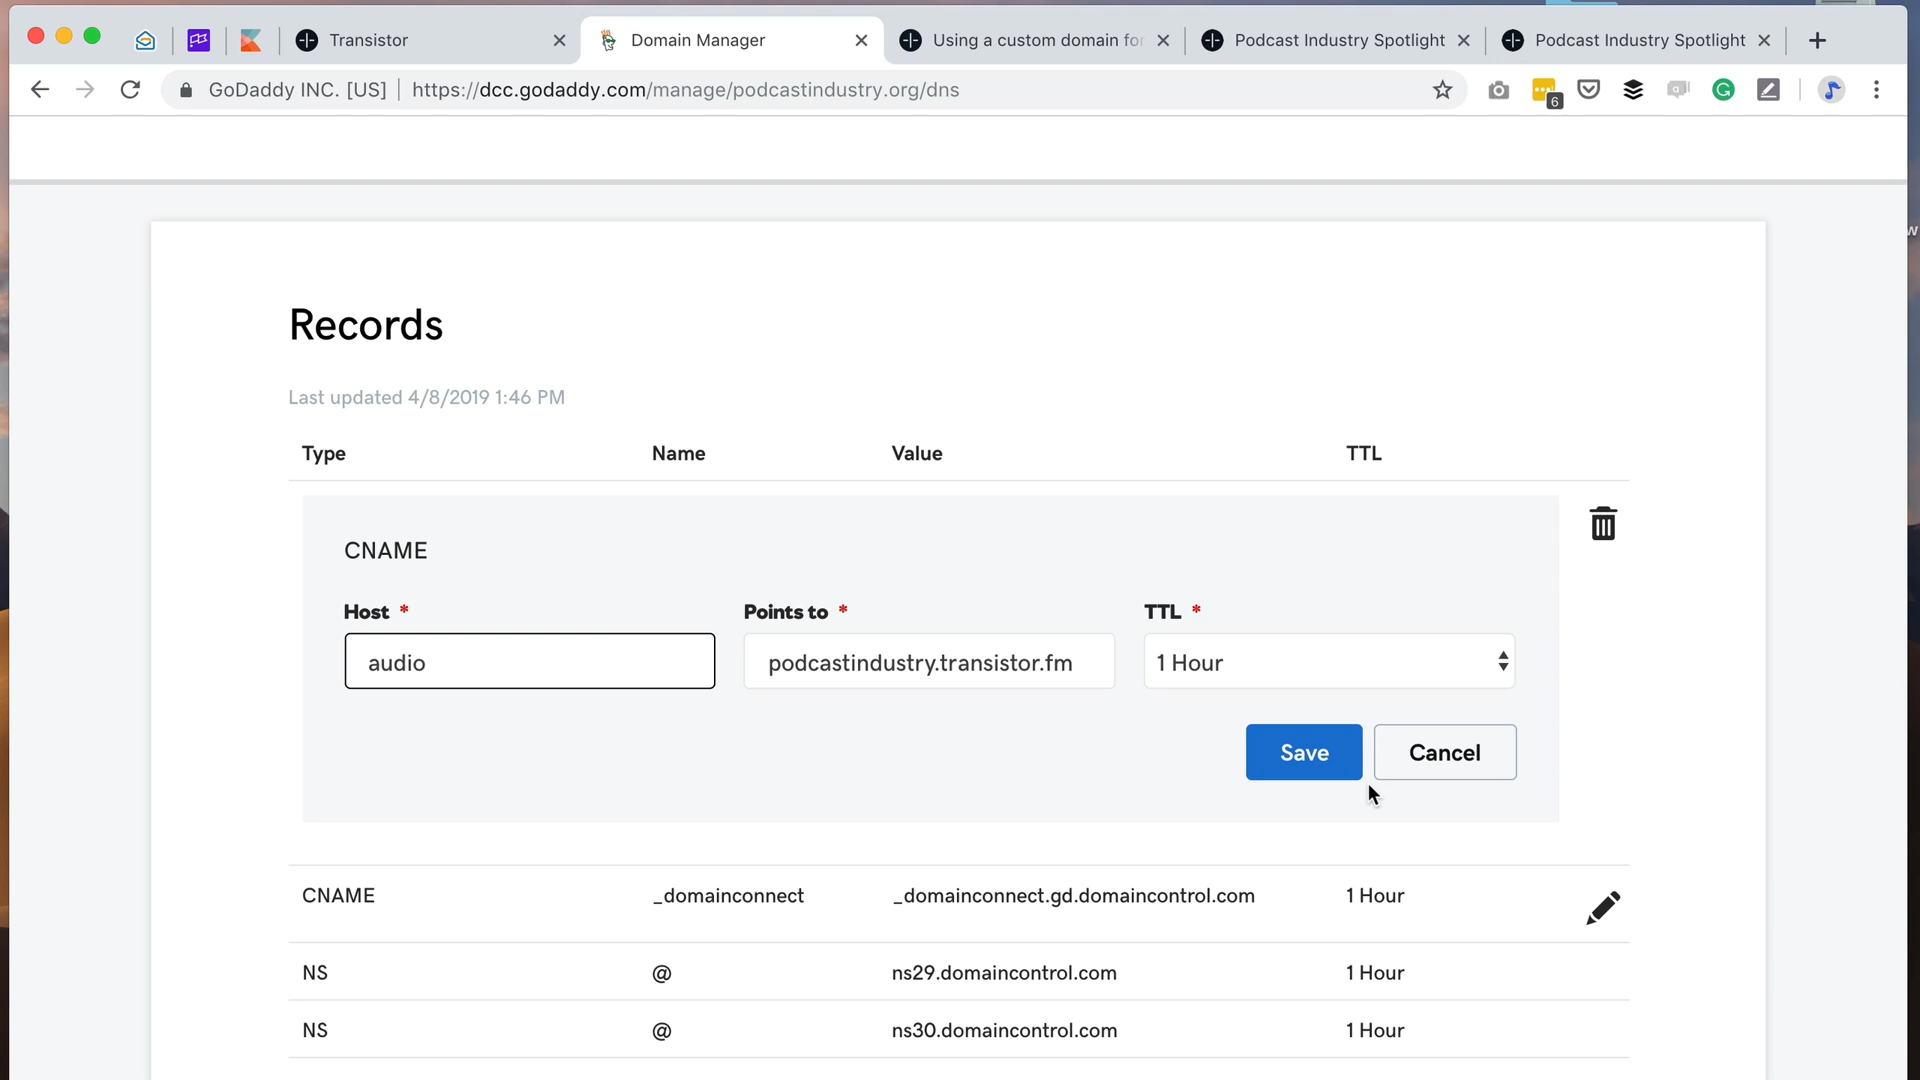 Transistor
Domain Manager
Using a custom domain for
Podcast Industry Spotlight
Podcast Industry Spotlight
GoDaddy INC. [US]
https://dcc.godaddy.com/manage/podcastindustry.org/dns
6
w
Records
Last updated 4/8/2019 1:46 PM
Type Name Value TTL
CNAME
Host * Points to * TTL *
audio podcastindustry.transistor.fm 1 Hour
Save Cancel
CNAME _domainconnect _domainconnect.gd.domaincontrol.com 1 Hour
NS @ ns29.domaincontrol.com 1 Hour
NS @ ns30.domaincontrol.com 1 Hour